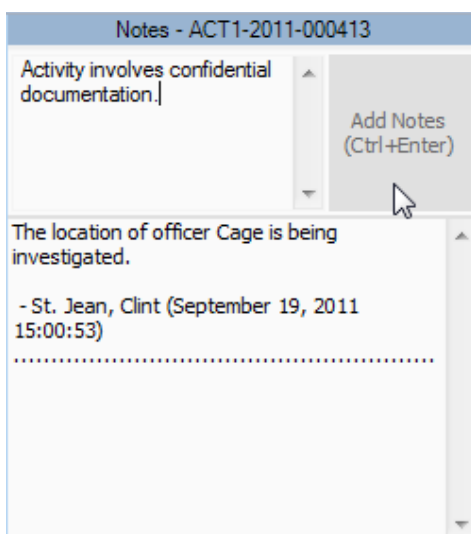 Notes - ACT1-2011-000413
Activity involves confidential
documentation.
Add Notes
(Ctrl+Enter)
The location of officer Cage is being
investigated.
- St. Jean, Clint (September 19, 2011
15:00:53)